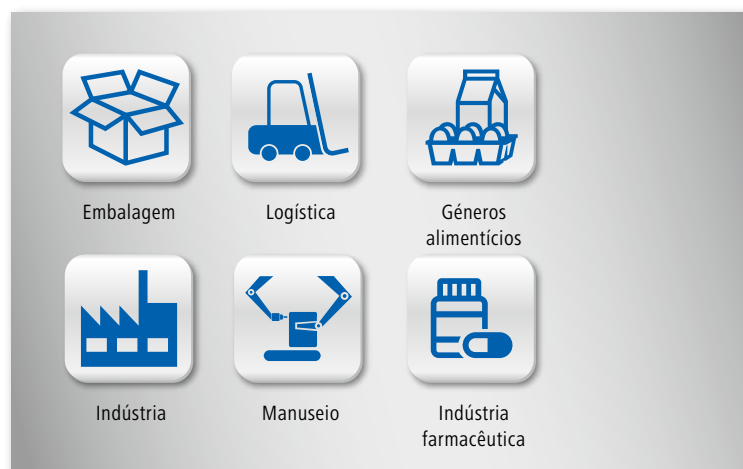 Embalagem
Logística
Géneros
alimentícios
Indústria
Manuseio
Indústria
farmacêutica